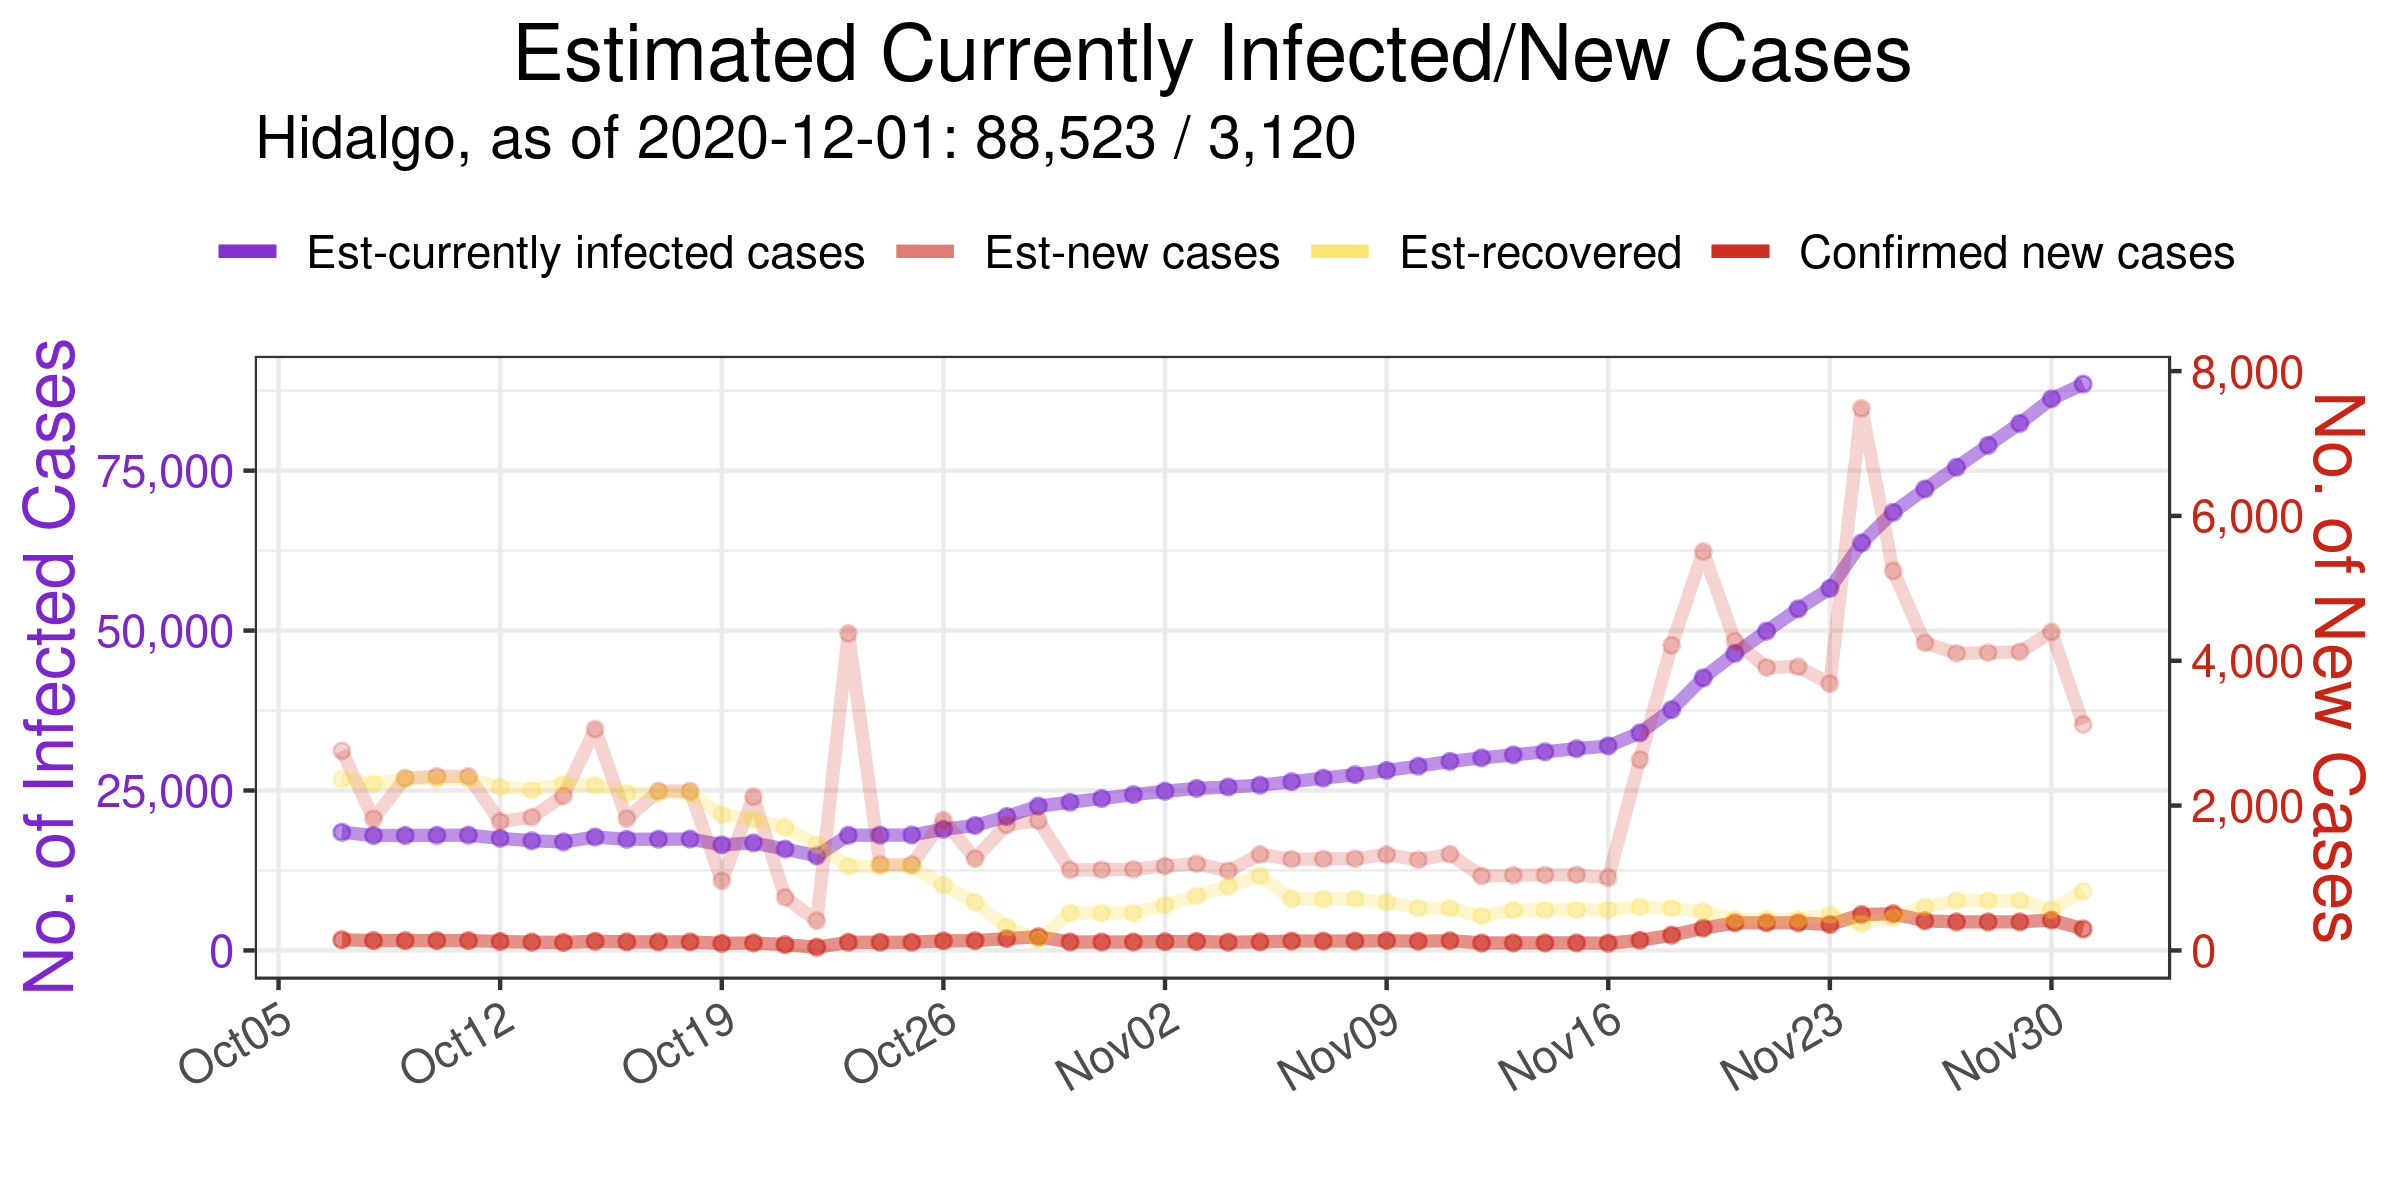 Estimated Currently Infected/New Cases
Hidalgo, as of 2020-12-01: 88,523 / 3,120
Est-currently infected cases Est-new cases Est-recovered Confirmed new cases
No. of Infected Cases
75,000
50,000
25,000
0
8,000
6,000
4,000
2,000
0
No. of New Cases
Oct05 Oct12 Oct19 Oct26 Nov02 Nov09 Nov16 Nov23 Nov30